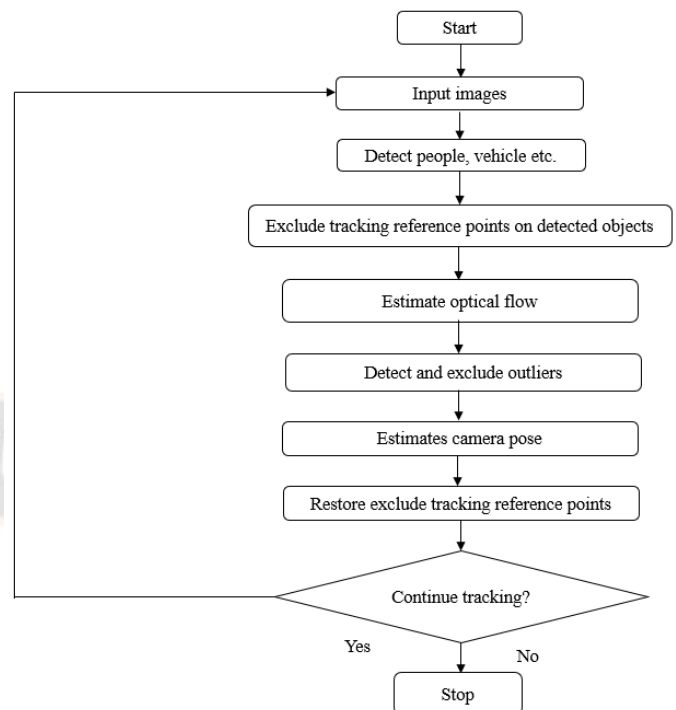 Start
Input images
Detect people, vehicle etc.
Exclude tracking reference points on detected objects
Estimate optical flow
Detect and exclude outliers
Estimates camera pose
Restore exclude tracking reference points
Continue tracking?
Yes
No
Stop